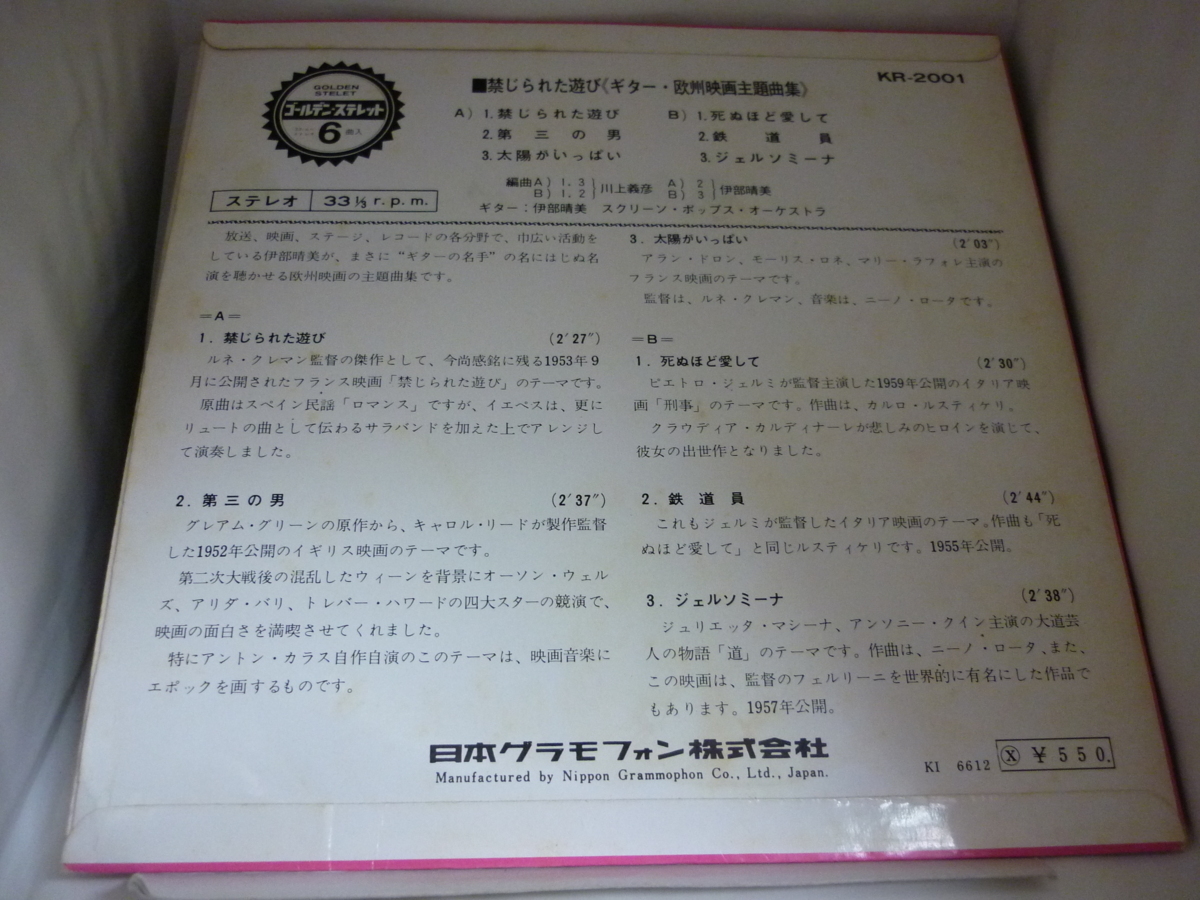 GOLDEN
STELET
ゴールデン・ステレット
6曲入
■禁じられた遊び《ギター・欧州映画主題曲集》
KR-2001
A) 1.禁じられた遊び
2.第三の男
3.太陽がいっぱい
B) 1.死ぬほど愛して
2.鉄道員
3.ジェルソミーナ
編曲A) 1, 3 B) 1, 2 川上義彦 A) 2 B) 3 伊部晴美
ギター:伊部晴美 スクリーン・ポップス・オーケストラ
ステレオ 33⅓ r.p.m.
放送、映画、ステージ、レコードの各分野で、巾広い活動を
している伊部晴美が、まさに“ギターの名手”の名にはじぬ名
演を聴かせる欧州映画の主題曲集です。
=A=
1. 禁じられた遊び (2′27″)
ルネ・クレマン監督の傑作として、今尚感銘に残る1953年9
月に公開されたフランス映画「禁じられた遊び」のテーマです。
原曲はスペイン民謡「ロマンス」ですが、イエペスは、更に
リュートの曲として伝わるサラバンドを加えた上でアレンジし
て演奏しました。
2. 第三の男 (2′37″)
グレアム・グリーンの原作から、キャロル・リードが製作監督
した1952年公開のイギリス映画のテーマです。
第二次大戦後の混乱したウィーンを背景にオーソン・ウェル
ズ、アリダ・バリ、トレバー・ハワードの四大スターの競演で、
映画の面白さを満喫させてくれました。
特にアントン・カラス自作自演のこのテーマは、映画音楽に
エポックを画するものです。
3. 太陽がいっぱい (2′03″)
アラン・ドロン、モーリス・ロネ、マリー・ラフォレ主演の
フランス映画のテーマです。
監督は、ルネ・クレマン、音楽は、ニーノ・ロータです。
=B=
1. 死ぬほど愛して (2′30″)
ピエトロ・ジェルミが監督主演した1959年公開のイタリア映
画「刑事」のテーマです。作曲は、カルロ・ルスティケリ。
クラウディア・カルディナーレが悲しみのヒロインを演じて、
彼女の出世作となりました。
2. 鉄道員 (2′44″)
これもジェルミが監督したイタリア映画のテーマ。作曲も「死
ぬほど愛して」と同じルスティケリです。1955年公開。
3. ジェルソミーナ (2′38″)
ジュリエッタ・マシーナ、アンソニー・クイン主演の大道芸
人の物語「道」のテーマです。作曲は、ニーノ・ロータ、また、
この映画は、監督のフェルリーニを世界的に有名にした作品で
もあります。1957年公開。
日本グラモフォン株式会社
Manufactured by Nippon Grammophon Co., Ltd., Japan.
KI 6612 Ⓧ ¥550.